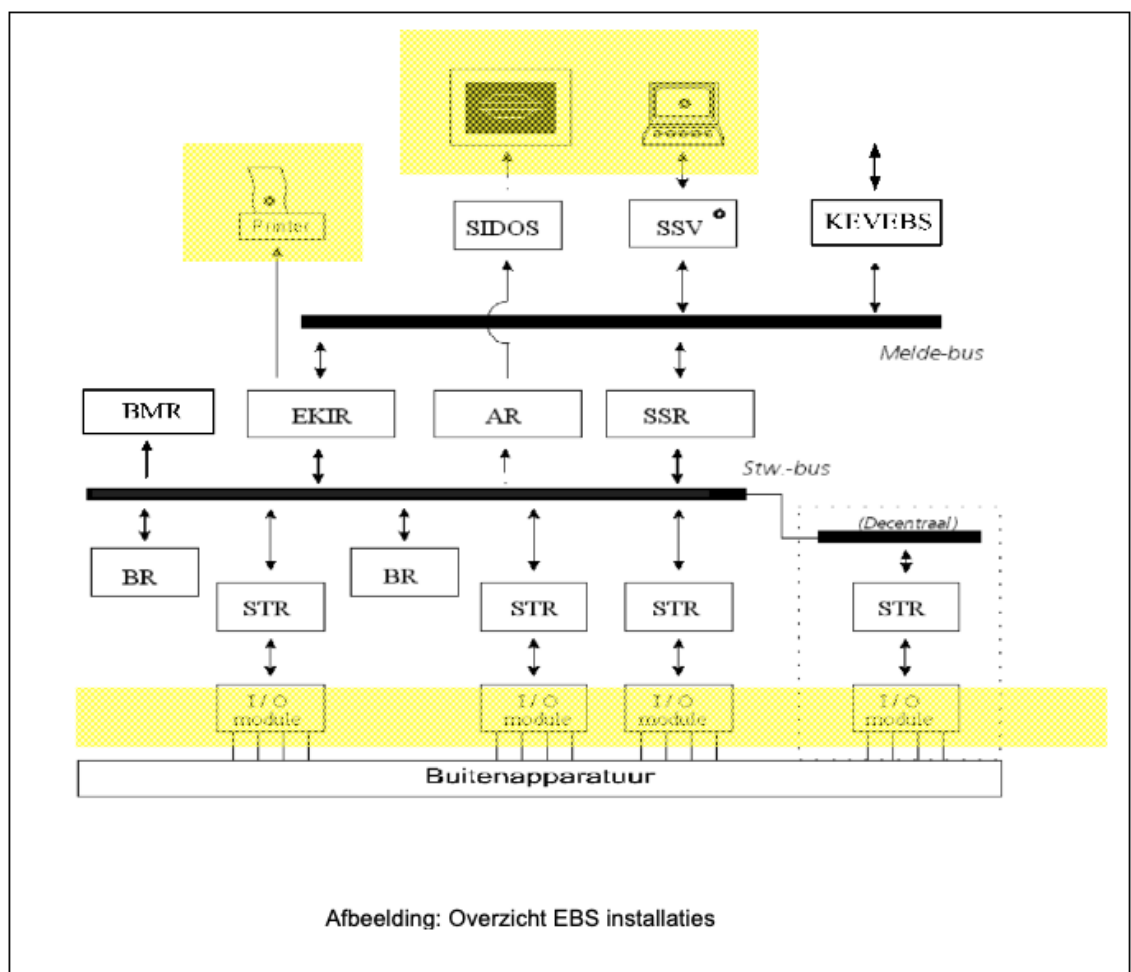 Printer
SIDOS
SSV
KEVEBS
Melde-bus
BMR
EKIR
AR
SSR
Stw.-bus
(Decentraal)
BR
BR
STR
STR
STR
STR
I/O
module
I/O
module
I/O
module
I/O
module
Buitenapparatuur
Afbeelding: Overzicht EBS installaties